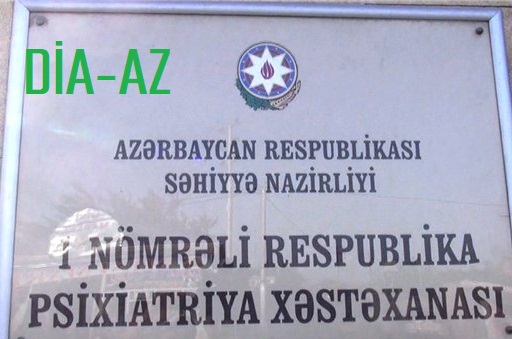 DİA-AZ
AZƏRBAYCAN RESPUBLİKASI
SƏHİYYƏ NAZİRLİYİ
1 NÖMRƏLİ RESPUBLİKA
PSİXİATRİYA XƏSTƏXANASI